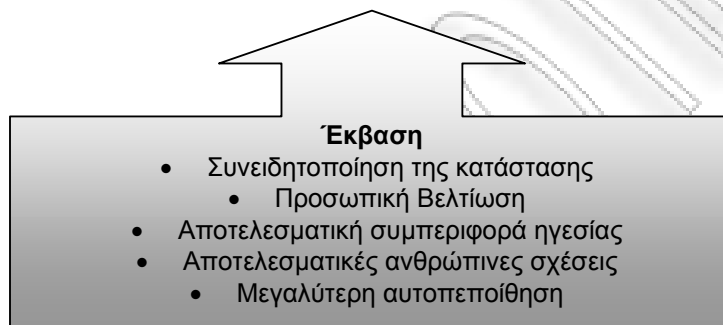 Έκβαση
• Συνειδητοποίηση της κατάστασης
• Προσωπική Βελτίωση
• Αποτελεσματική συμπεριφορά ηγεσίας
• Αποτελεσματικές ανθρώπινες σχέσεις
• Μεγαλύτερη αυτοπεποίθηση